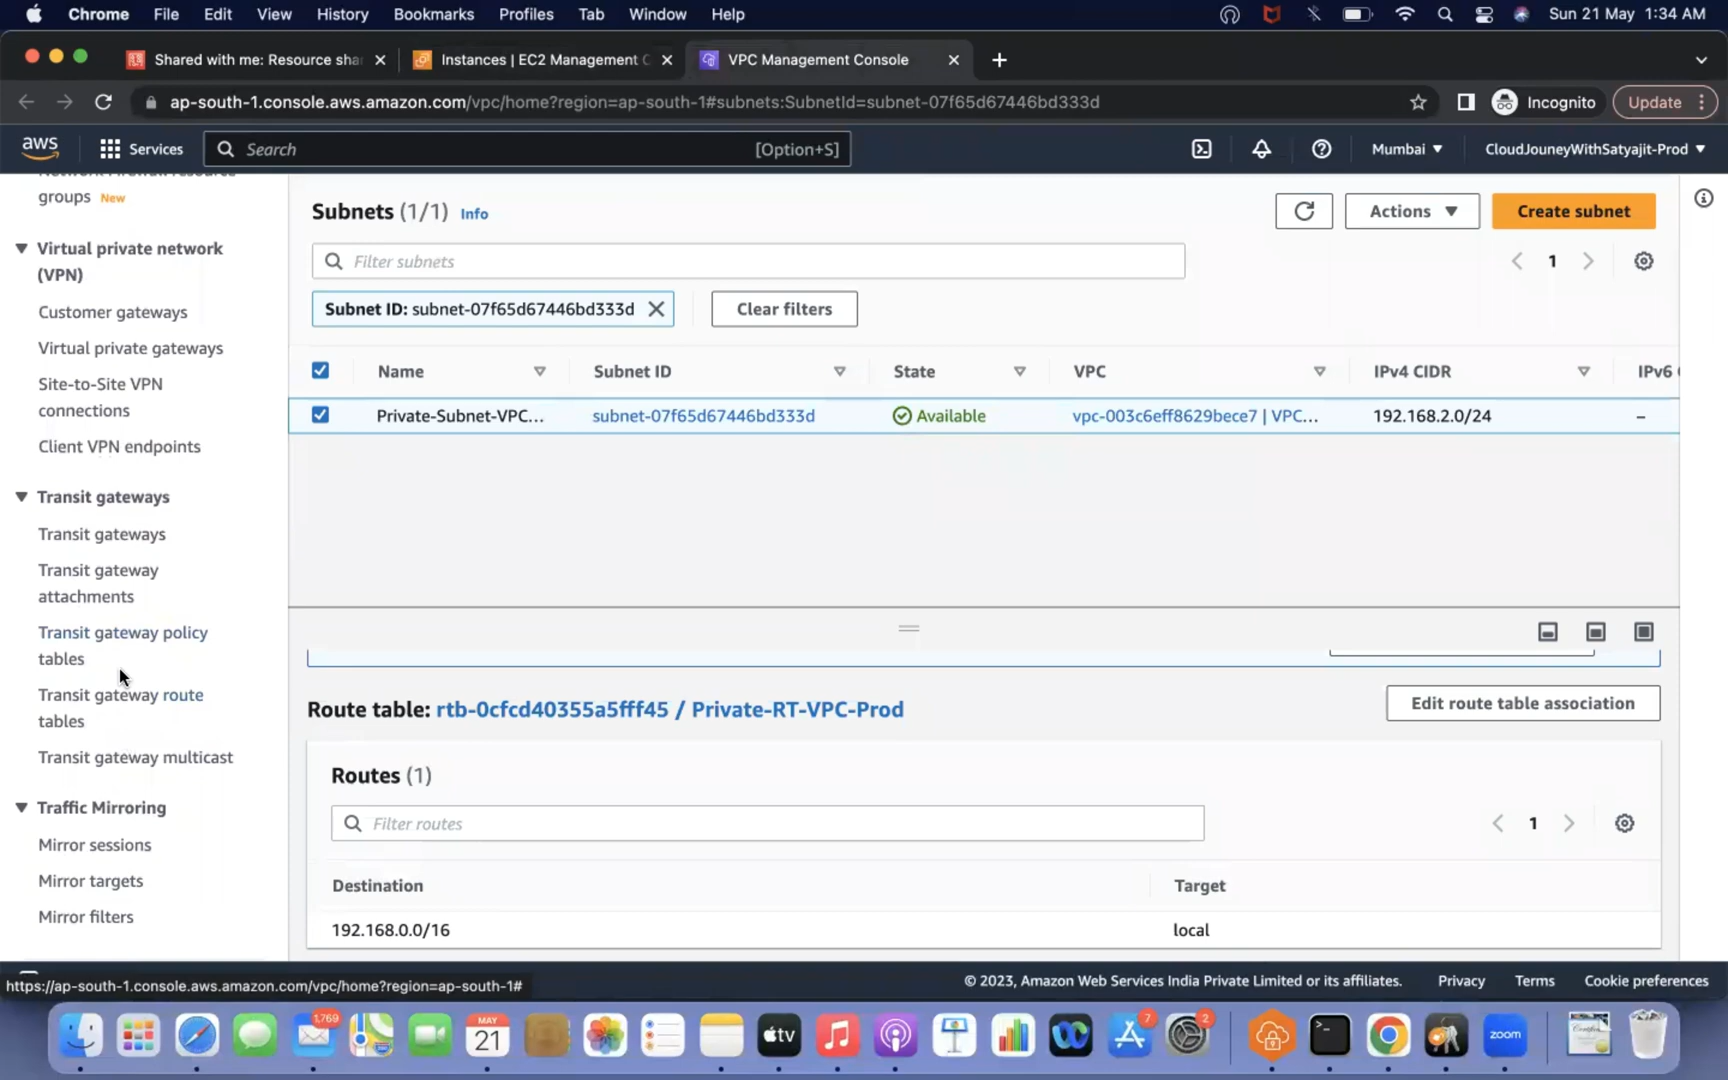 Chrome File Edit View History Bookmarks Profiles Tab Window Help Sun 21 May 1:34 AM
Shared with me: Resource sha Instances | EC2 Management C VPC Management Console
ap-south-1.console.aws.amazon.com/vpc/home?region=ap-south-1#subnets:SubnetId=subnet-07f65d67446bd333d Incognito Update
aws Services Search [Option+S] Mumbai CloudJouneyWithSatyajit-Prod
Network Firewall resource
groups New
Virtual private network
(VPN)
Customer gateways
Virtual private gateways
Site-to-Site VPN
connections
Client VPN endpoints
Transit gateways
Transit gateways
Transit gateway
attachments
Transit gateway policy
tables
Transit gateway route
tables
Transit gateway multicast
Traffic Mirroring
Mirror sessions
Mirror targets
Mirror filters
Subnets (1/1) Info Actions Create subnet
Filter subnets 1
Subnet ID: subnet-07f65d67446bd333d Clear filters
Name Subnet ID State VPC IPv4 CIDR IPv6
Private-Subnet-VPC... subnet-07f65d67446bd333d Available vpc-003c6eff8629bece7 | VPC... 192.168.2.0/24 –
Route table: rtb-0cfcd40355a5fff45 / Private-RT-VPC-Prod Edit route table association
Routes (1)
Filter routes 1
Destination Target
192.168.0.0/16 local
https://ap-south-1.console.aws.amazon.com/vpc/home?region=ap-south-1# © 2023, Amazon Web Services India Private Limited or its affiliates. Privacy Terms Cookie preferences
1,769 MAY 21 tv 7 2 zoom